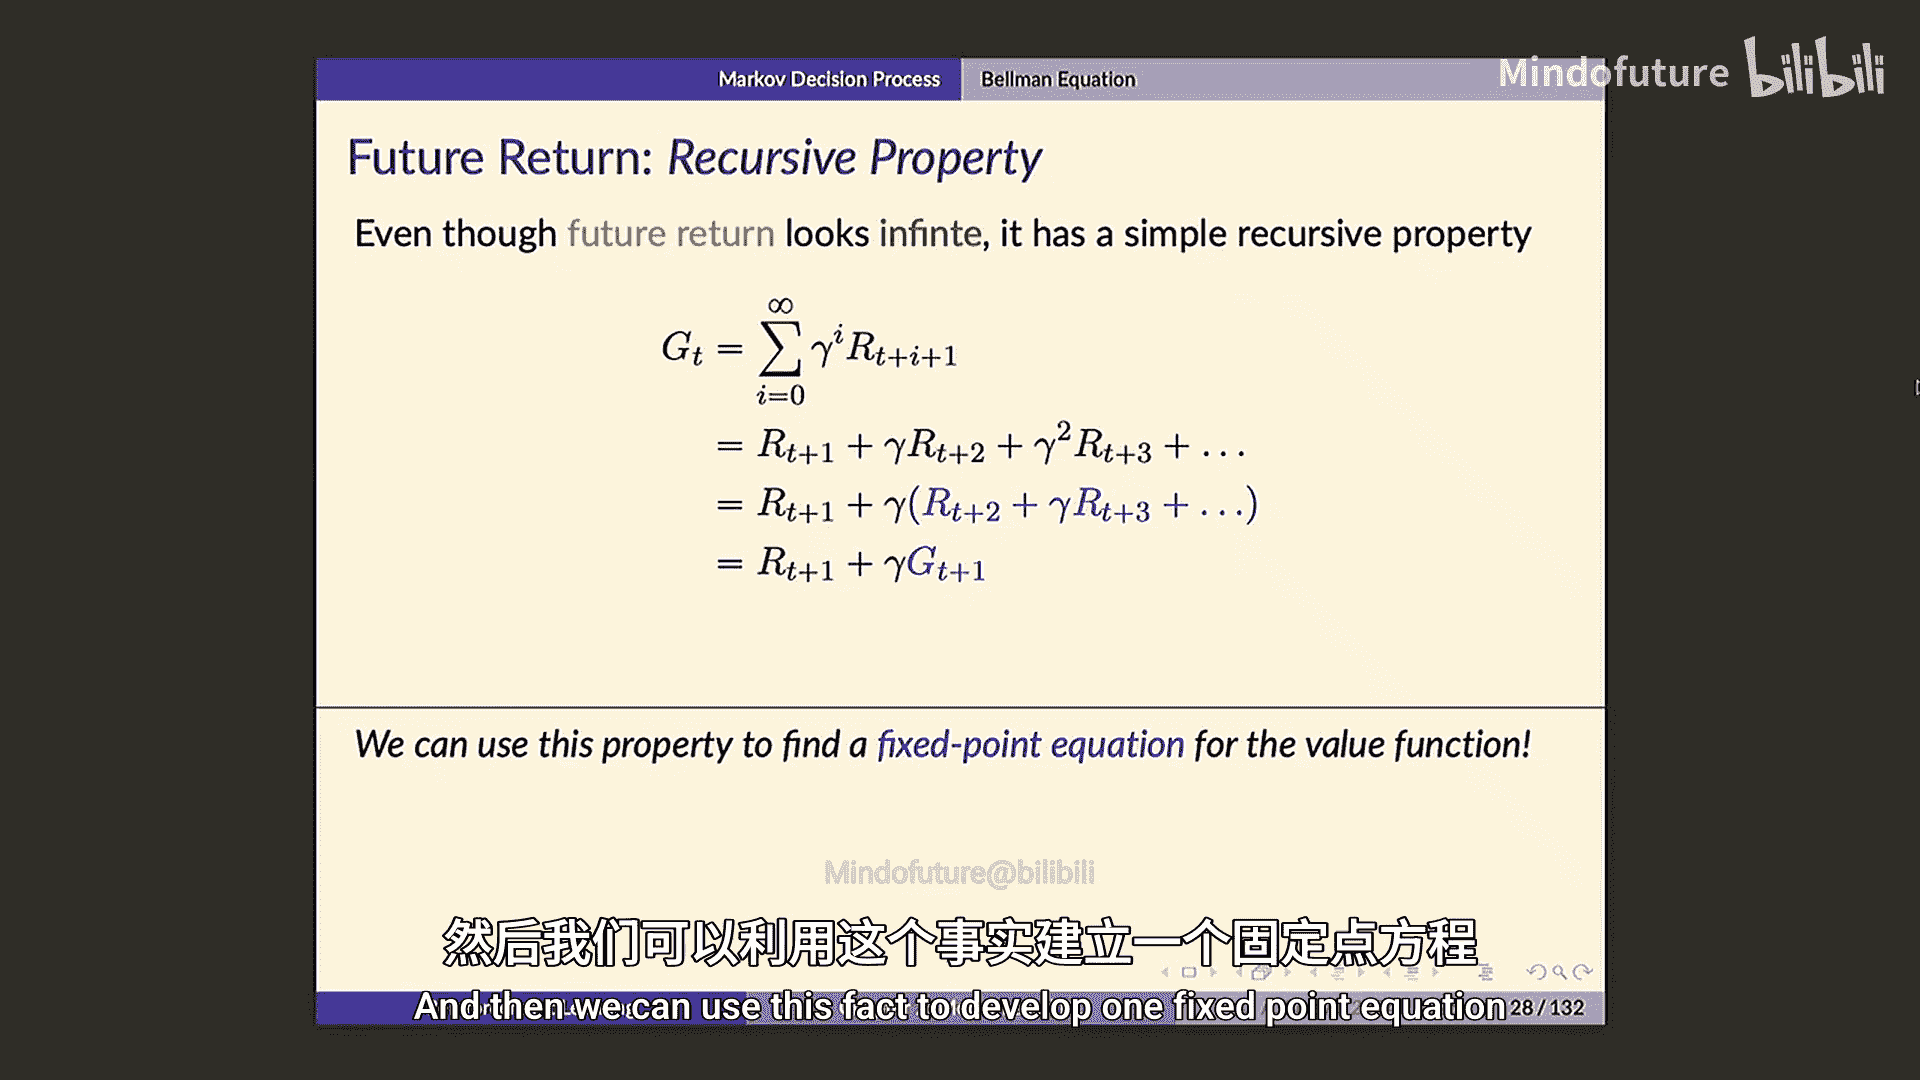 Mindofuture bilibili
Markov Decision Process Bellman Equation
Future Return: Recursive Property
Even though future return looks infinte, it has a simple recursive property
G_t = ∑_{i=0}^{∞} γ^i R_{t+i+1}
= R_{t+1} + γR_{t+2} + γ^2 R_{t+3} + ...
= R_{t+1} + γ(R_{t+2} + γR_{t+3} + ...)
= R_{t+1} + γG_{t+1}
We can use this property to find a fixed-point equation for the value function!
Mindofuture@bilibili
然后我们可以利用这个事实建立一个固定点方程
And then we can use this fact to develop one fixed point equation
28 / 132